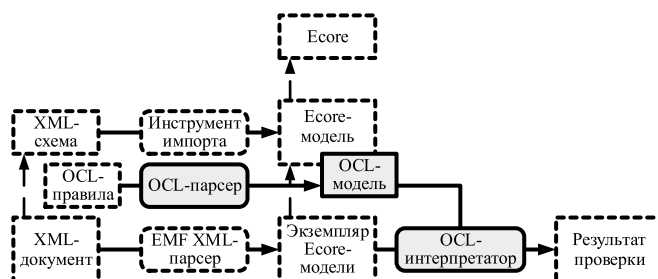 Ecore
XML-
схема
Инструмент
импорта
Ecore-
модель
OCL-
правила
OCL-парсер
OCL-
модель
XML-
документ
EMF XML-
парсер
Экземпляр
Ecore-
модели
OCL-
интерпретатор
Результат
проверки